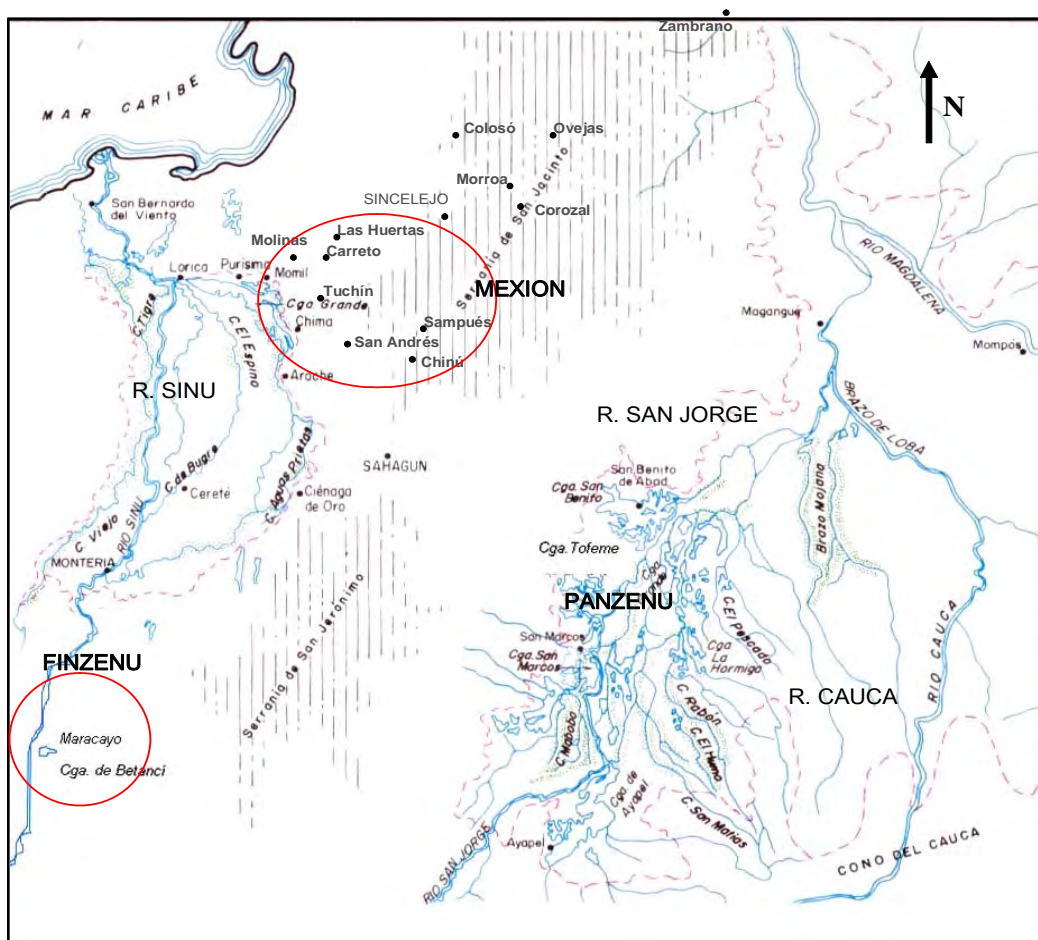 Zambrano
MAR CARIBE
N
Colosó
Ovejas
Morroa
Corozal
SINCELEJO
Serranía de San Jacinto
San Bernardo
del Viento
Las Huertas
Molinas
Carreto
Lorica
Purísima
Momil
Tuchín
Cga. Grande
Chima
MEXION
Sampués
San Andrés
Chinú
Arache
C. Tigre
C. El Espino
R. SINU
RIO MAGDALENA
Magangue
Mompós
BRAZO DE LOBA
R. SAN JORGE
SAHAGUN
C. de Bugre
Cereté
C. Aguas Prietas
Ciénaga
de Oro
C. Viejo
RIO SINU
MONTERIA
San Benito
de Abad
Cga. San
Benito
Cga. Tofeme
Brazo Mojana
PANZENU
C. El Pescado
Cga.
La
Hormiga
San Marcos
Cga. San
Marcos
R. CAUCA
RIO CAUCA
Serranía de San Jerónimo
FINZENU
Maracayo
Cga. de Betancí
C. Mabobo
C. Rabón
C. El Humo
Cga. de
Ayapel
C. San Matías
Ayapel
RIO SAN JORGE
CONO DEL CAUCA